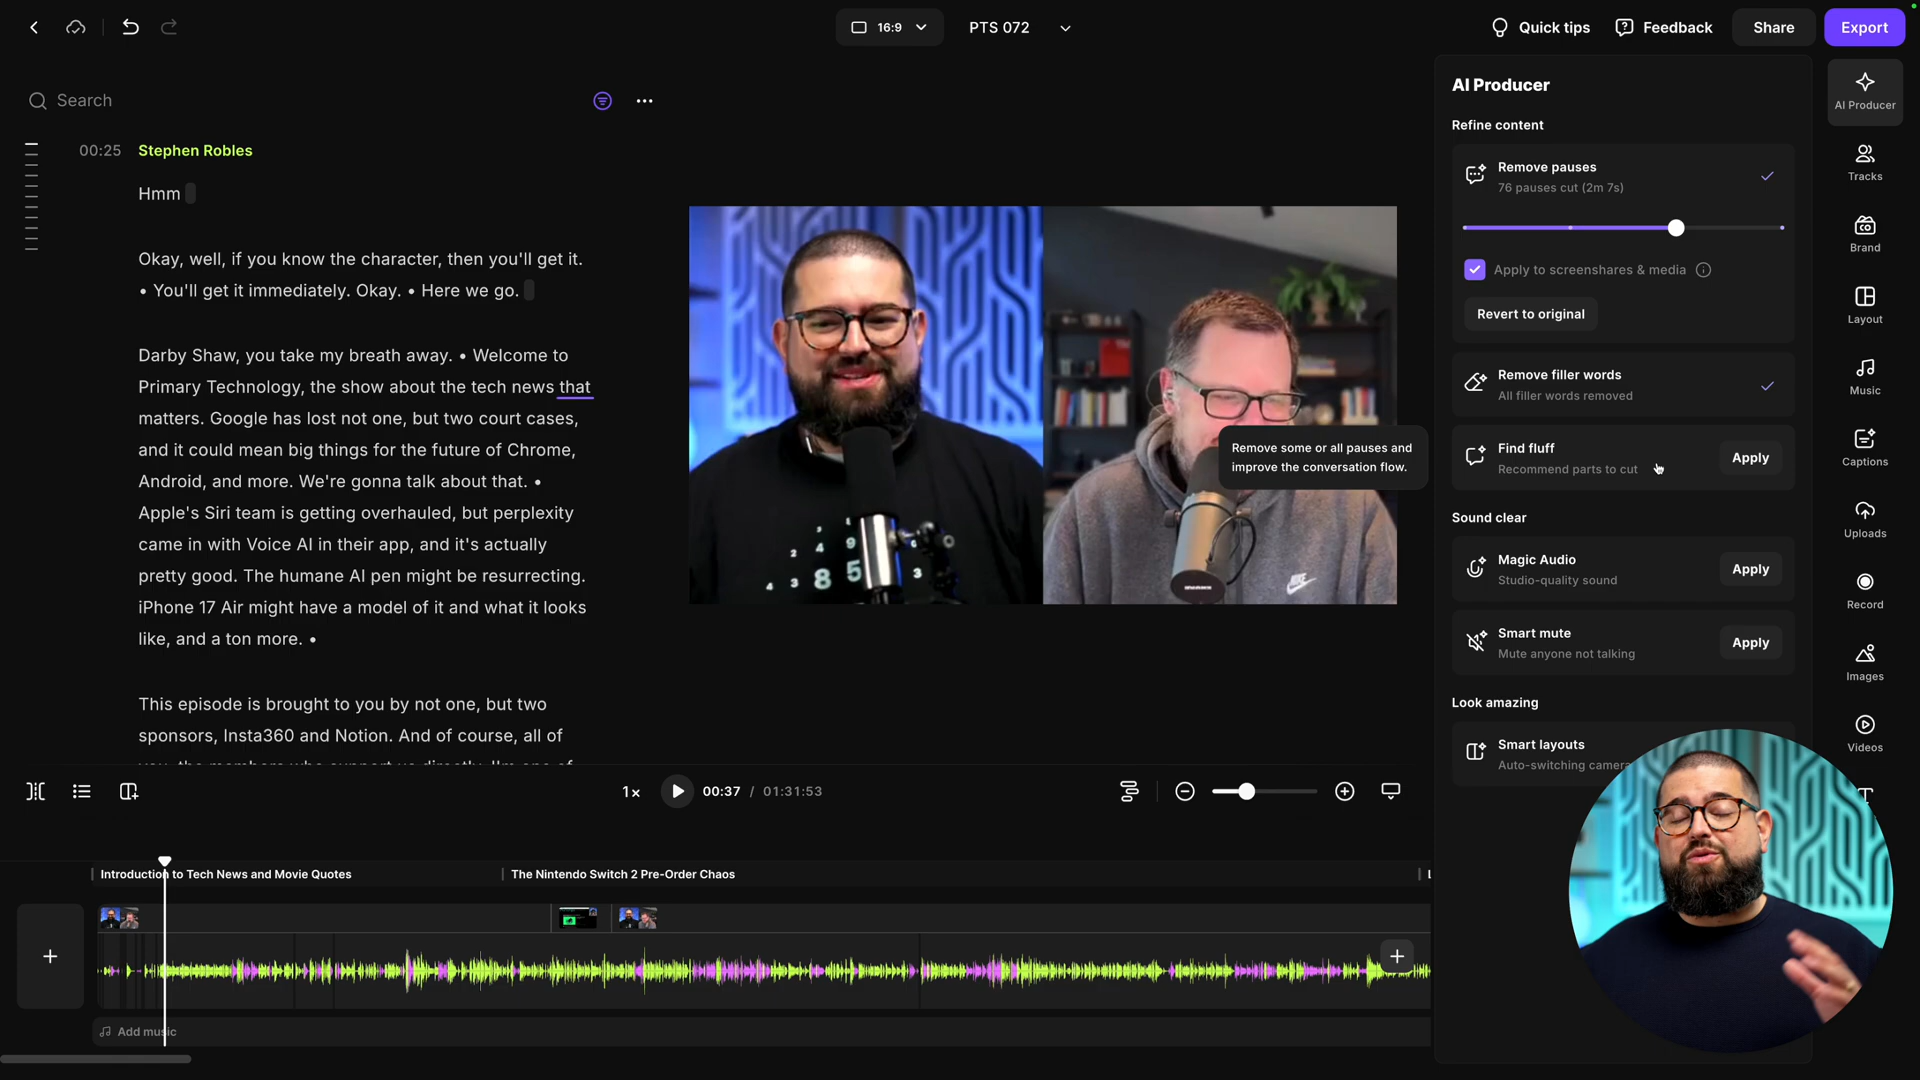 16:9
PTS 072
Quick tips
Feedback
Share
Export
Search
00:25
Stephen Robles
Hmm
Okay, well, if you know the character, then you'll get it.
• You'll get it immediately. Okay. • Here we go.
Darby Shaw, you take my breath away. • Welcome to
Primary Technology, the show about the tech news that
matters. Google has lost not one, but two court cases,
and it could mean big things for the future of Chrome,
Android, and more. We're gonna talk about that. •
Apple's Siri team is getting overhauled, but perplexity
came in with Voice AI in their app, and it's actually
pretty good. The humane AI pen might be resurrecting.
iPhone 17 Air might have a model of it and what it looks
like, and a ton more. •
This episode is brought to you by not one, but two
sponsors, Insta360 and Notion. And of course, all of
Remove some or all pauses and
improve the conversation flow.
AI Producer
Refine content
Remove pauses
76 pauses cut (2m 7s)
Apply to screenshares & media
Revert to original
Remove filler words
All filler words removed
Find fluff
Recommend parts to cut
Apply
Sound clear
Magic Audio
Studio-quality sound
Apply
Smart mute
Mute anyone not talking
Apply
Look amazing
Smart layouts
Auto-switching camera
AI Producer
Tracks
Brand
Layout
Music
Captions
Uploads
Record
Images
Videos
1×
00:37 / 01:31:53
Introduction to Tech News and Movie Quotes
The Nintendo Switch 2 Pre-Order Chaos
Add music